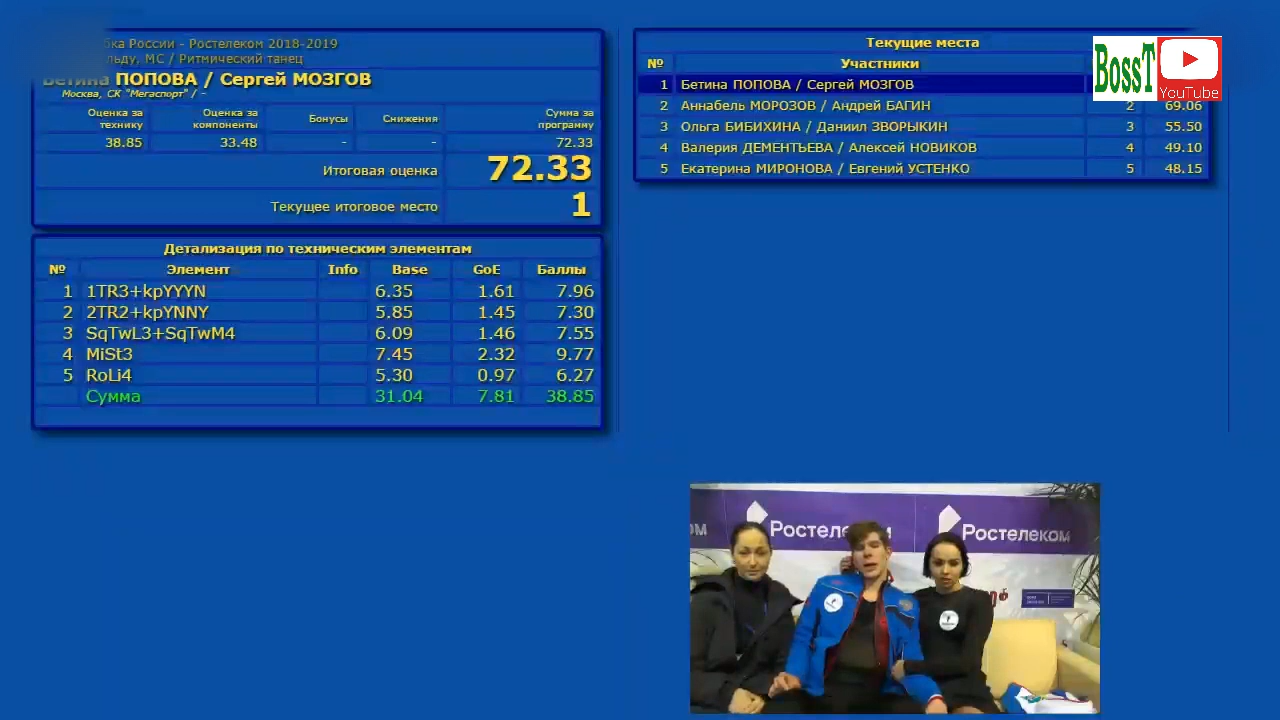 бка России - Ростелеком 2018-2019
льду, МС / Ритмический танец
Бетина ПОПОВА / Сергей МОЗГОВ
Москва, СК "Мегаспорт" / -
Оценка за технику Оценка за компоненты Бонусы Снижения Сумма за программу
38.85 33.48 - - 72.33
Итоговая оценка 72.33
Текущее итоговое место 1
Детализация по техническим элементам
№ Элемент Info Base GoE Баллы
1 1TR3+kpYYYN 6.35 1.61 7.96
2 2TR2+kpYNNY 5.85 1.45 7.30
3 SqTwL3+SqTwM4 6.09 1.46 7.55
4 MiSt3 7.45 2.32 9.77
5 RoLi4 5.30 0.97 6.27
Сумма 31.04 7.81 38.85
Текущие места
№ Участники
1 Бетина ПОПОВА / Сергей МОЗГОВ
2 Аннабель МОРОЗОВ / Андрей БАГИН 2 69.06
3 Ольга БИБИХИНА / Даниил ЗВОРЫКИН 3 55.50
4 Валерия ДЕМЕНТЬЕВА / Алексей НОВИКОВ 4 49.10
5 Екатерина МИРОНОВА / Евгений УСТЕНКО 5 48.15
BossT YouTube
ом Ростелеком Ростелеком